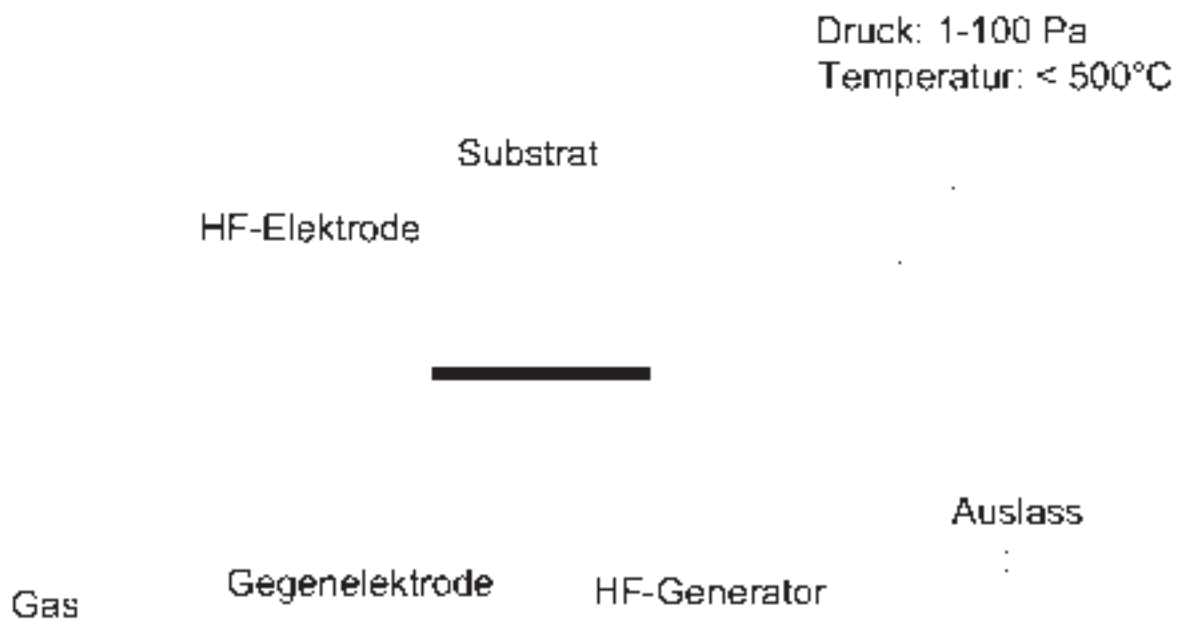 Druck: 1-100 Pa
Temperatur: < 500°C
Substrat
HF-Elektrode
Auslass
Gegenelektrode
HF-Generator
Gas